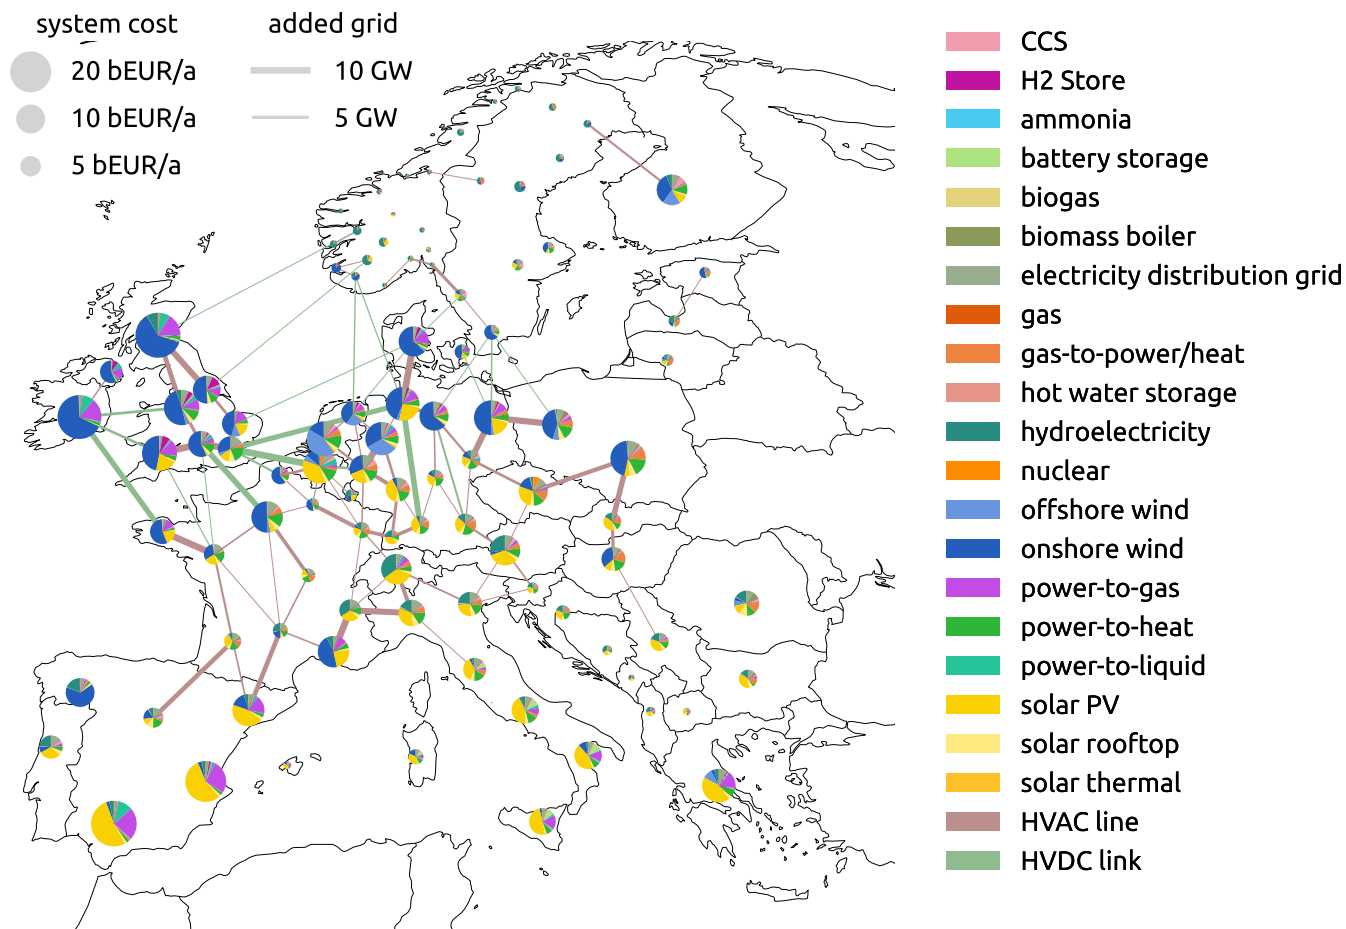 system cost
added grid
20 bEUR/a
10 GW
10 bEUR/a
5 GW
5 bEUR/a
CCS
H2 Store
ammonia
battery storage
biogas
biomass boiler
electricity distribution grid
gas
gas-to-power/heat
hot water storage
hydroelectricity
nuclear
offshore wind
onshore wind
power-to-gas
power-to-heat
power-to-liquid
solar PV
solar rooftop
solar thermal
HVAC line
HVDC link